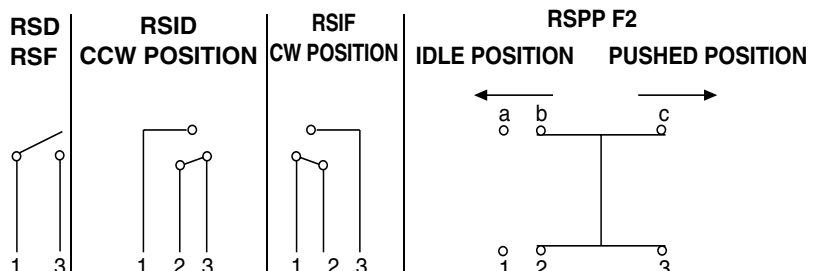 RSD
RSF
RSID
CCW POSITION
RSIF
CW POSITION
RSPP F2
IDLE POSITION PUSHED POSITION
a b c
1 3
1 2 3
1 2 3
1 2 3